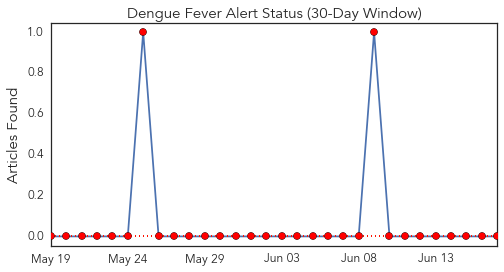 Dengue Fever Alert Status (30-Day Window)
Articles Found
1.0
0.8
0.6
0.4
0.2
0.0
May 19 May 24 May 29 Jun 03 Jun 08 Jun 13